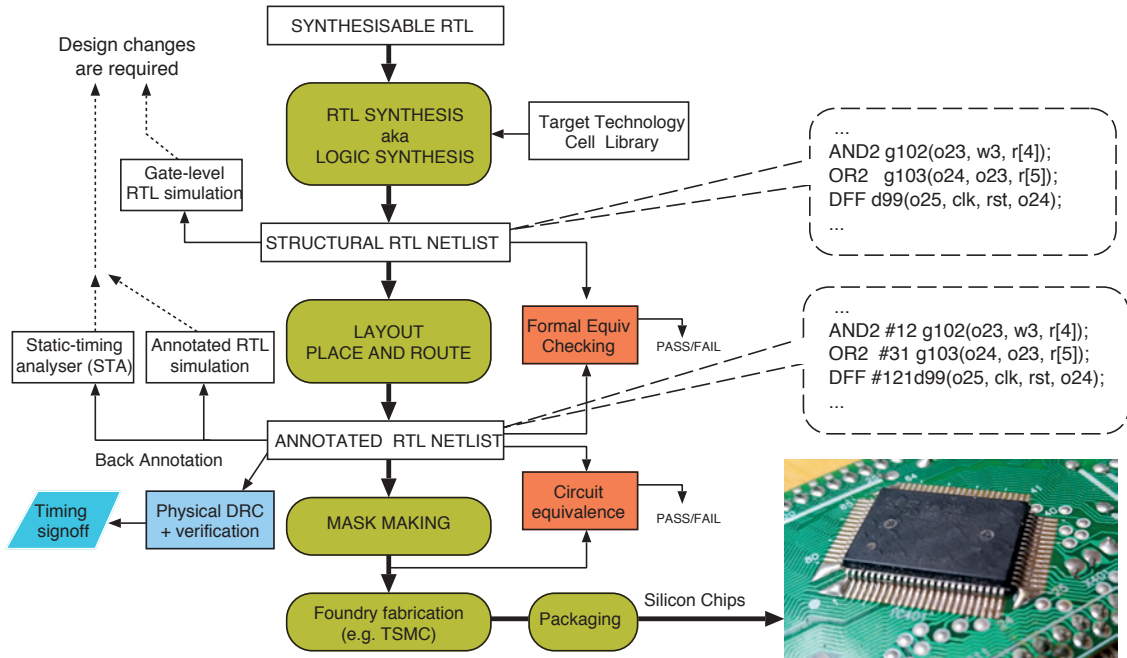 SYNTHESISABLE RTL
Design changes
are required
RTL SYNTHESIS
aka
LOGIC SYNTHESIS
Target Technology
Cell Library
...
AND2 g102(o23, w3, r[4]);
OR2 g103(o24, o23, r[5]);
DFF d99(o25, clk, rst, o24);
...
Gate-level
RTL simulation
STRUCTURAL RTL NETLIST
LAYOUT
PLACE AND ROUTE
Formal Equiv
Checking
PASS/FAIL
...
AND2 #12 g102(o23, w3, r[4]);
OR2 #31 g103(o24, o23, r[5]);
DFF #121d99(o25, clk, rst, o24);
...
Static-timing
analyser (STA)
Annotated RTL
simulation
ANNOTATED RTL NETLIST
Back Annotation
Timing
signoff
Physical DRC
+ verification
MASK MAKING
Circuit
equivalence
PASS/FAIL
Foundry fabrication
(e.g. TSMC)
Packaging
Silicon Chips
80
1